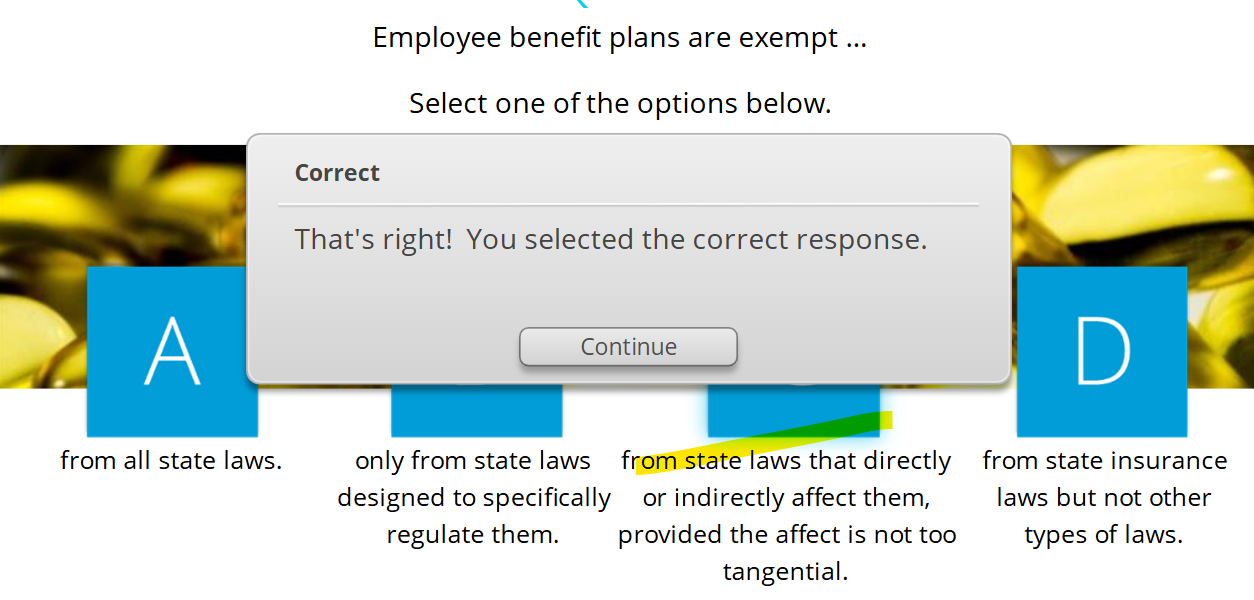 Employee benefit plans are exempt ...
Select one of the options below.
Correct
That's right!  You selected the correct response.
Continue
A
D
from all state laws.
only from state laws
designed to specifically
regulate them.
from state laws that directly
or indirectly affect them,
provided the affect is not too
tangential.
from state insurance
laws but not other
types of laws.